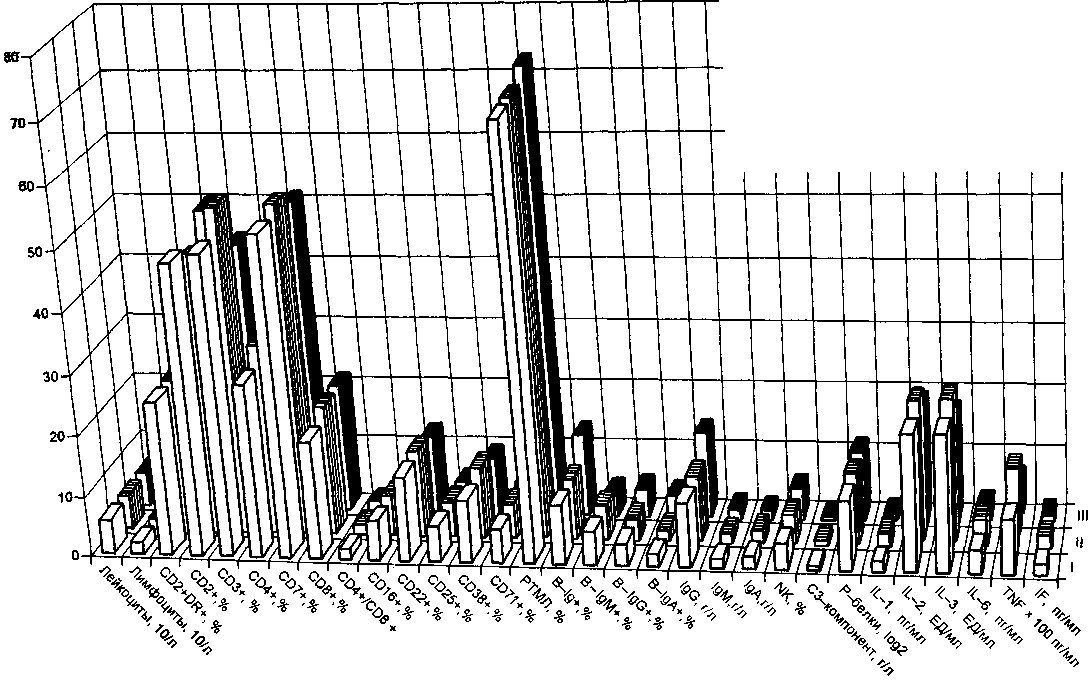 80
70
60
50
40
30
20
10
0
III
II
I
Лейкоциты, 10/л
Лимфоциты, 10/л
CD2+DR+, %
CD2+, %
CD3+, %
CD4+, %
CD7+, %
CD8+, %
CD4+/CD8 +
CD16+, %
CD22+, %
CD25+, %
CD38+, %
CD71+, %
РТМЛ, %
B-Ig+, %
B-IgM+, %
B-IgG+, %
B-IgA+, %
IgG, г/л
IgM, г/л
IgA, г/л
NK, %
C3-компонент, г/л
P-белки, log2
IL-1, пг/мл
IL-2, ЕД/мл
IL-3, ЕД/мл
IL-6, пг/мл
TNF x 100 пг/мл
IF, пг/мл